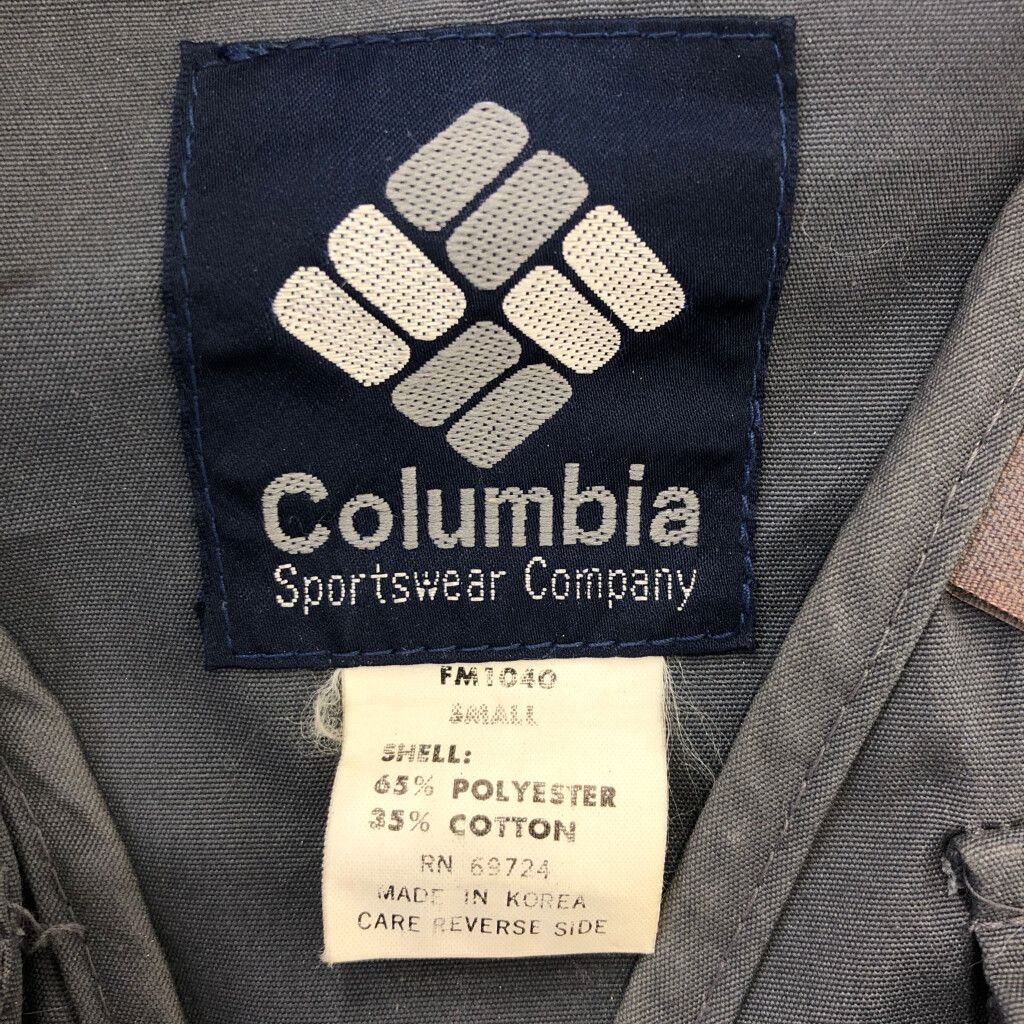 Columbia
Sportswear Company
FM1040
SMALL
SHELL:
65% POLYESTER
35% COTTON
RN 69724
MADE IN KOREA
CARE REVERSE SIDE